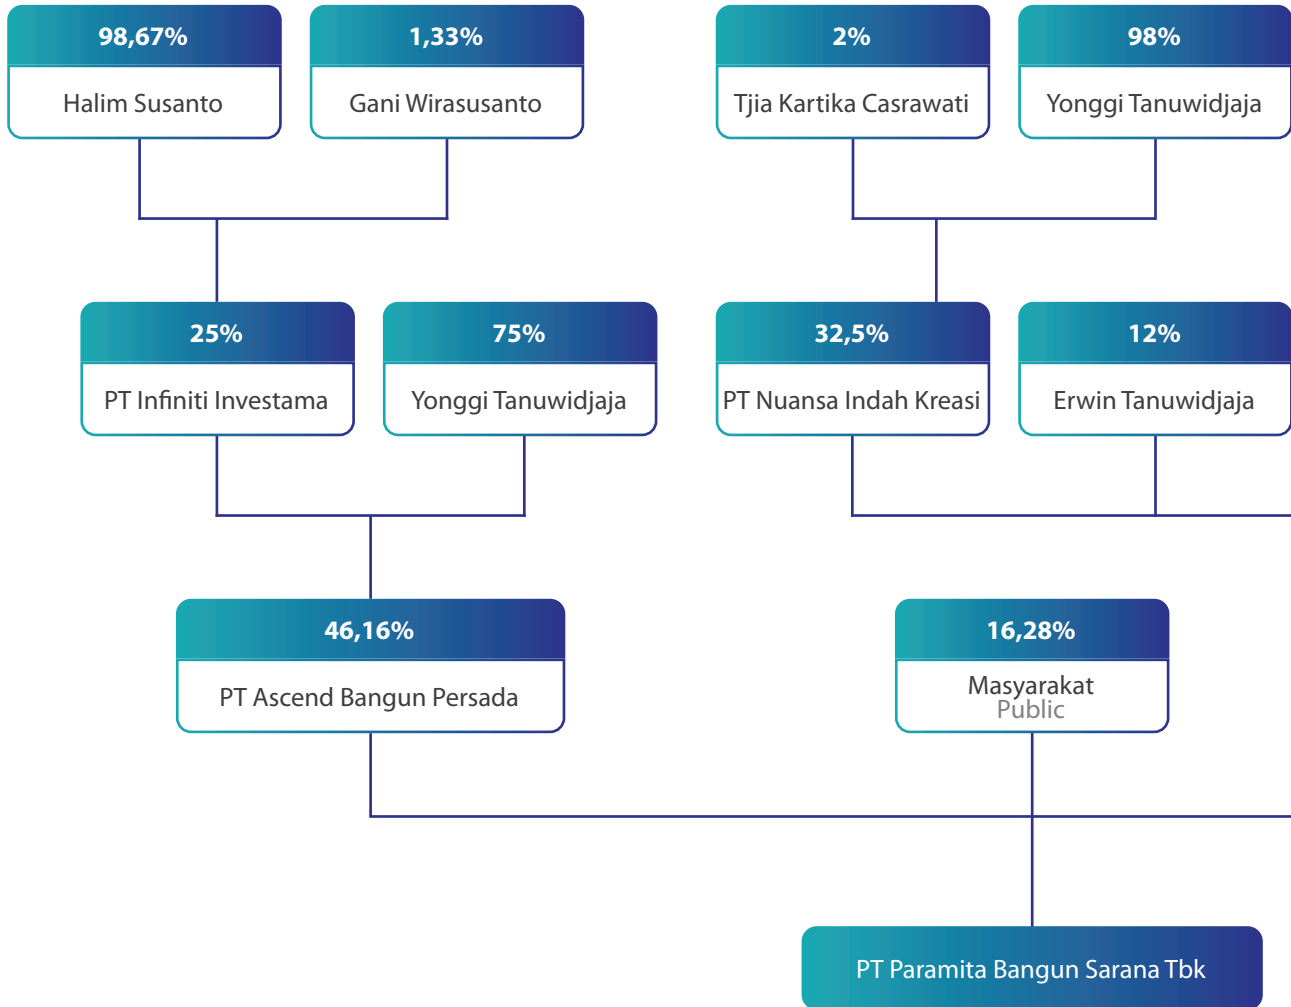 98,67%
Halim Susanto
1,33%
Gani Wirasusanto
2%
Tjia Kartika Casrawati
98%
Yonggi Tanuwidjaja
25%
PT Infiniti Investama
75%
Yonggi Tanuwidjaja
32,5%
PT Nuansa Indah Kreasi
12%
Erwin Tanuwidjaja
46,16%
PT Ascend Bangun Persada
16,28%
Masyarakat
Public
PT Paramita Bangun Sarana Tbk